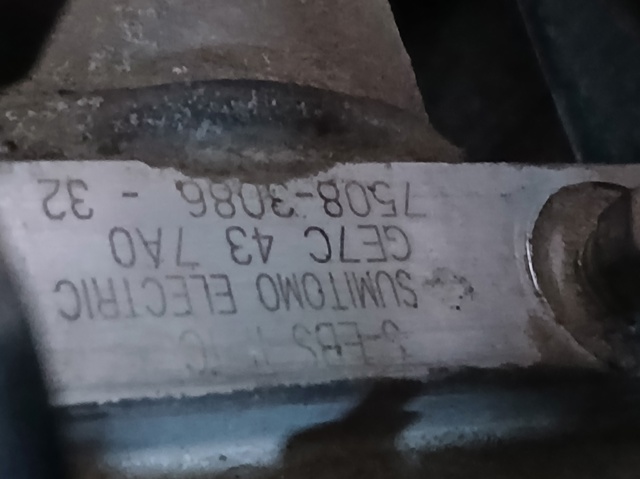 SUMITOMO ELECTRIC
GE7C 43 7A0
7508-3086 - 32